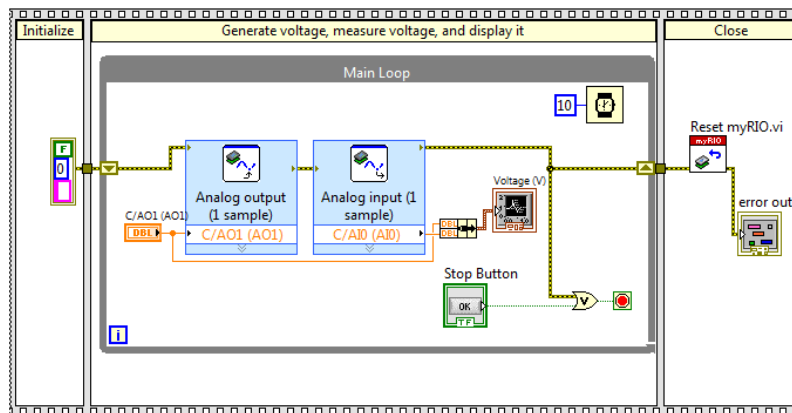 Initialize
Generate voltage, measure voltage, and display it
Close
Main Loop
10
Reset myRIO.vi
myRIO
F
0
Analog output
(1 sample)
Analog input (1
sample)
Voltage (V)
error out
C/AO1 (AO1)
DBL
C/AO1 (AO1)
C/AI0 (AI0)
DBL
DBL
Stop Button
OK
TF
V
i